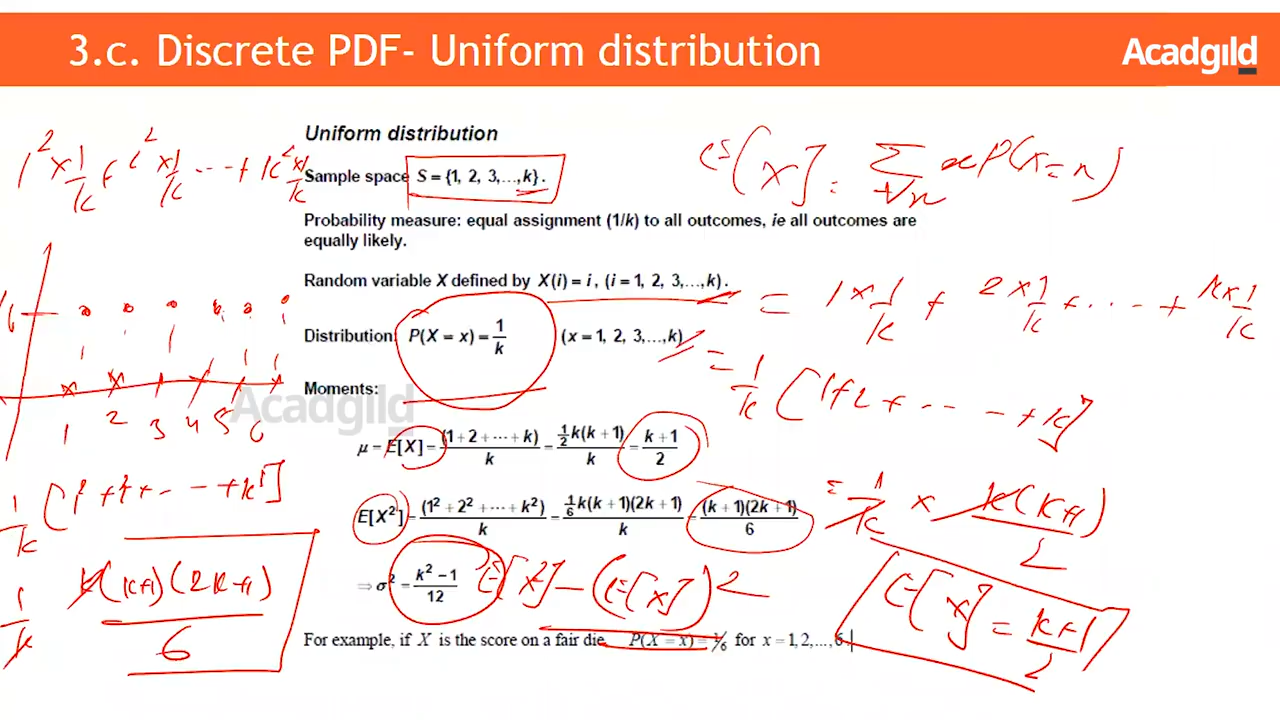 3.c. Discrete PDF- Uniform distribution
Acadgild
Uniform distribution
Sample space S = {1, 2, 3,…,k}.
Probability measure: equal assignment (1/k) to all outcomes, ie all outcomes are
equally likely.
Random variable X defined by X(i) = i , (i = 1, 2, 3,…,k).
Distribution: P(X = x) = 1/k (x = 1, 2, 3,…,k)
Moments:
Acadgild
μ = E[X] = (1+2+⋯+k)/k = ½k(k+1)/k = (k+1)/2
E[X²] = (1²+2²+⋯+k²)/k = ⅙k(k+1)(2k+1)/k = (k+1)(2k+1)/6
⇒ σ² = (k²−1)/12 E[X²] − (E[X])²
For example, if X is the score on a fair die, P(X = x) = 1/6 for x = 1,2,…,6.
E[X] = Σ∀x x P(X=x)
= 1×1/k + 2×1/k + ... + k×1/k
= 1/k [1+2+ ... +k]
= 1/k × k(k+1)/2
E[X] = k+1/2
1 2 3 4 5 6
1/k k(k+1)(2k+1)/6